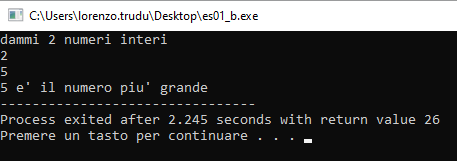 C:\Users\lorenzo.trudu\Desktop\es01_b.exe
dammi 2 numeri interi
2
5
5 e' il numero piu' grande
--------------------------------
Process exited after 2.245 seconds with return value 26
Premere un tasto per continuare . . .